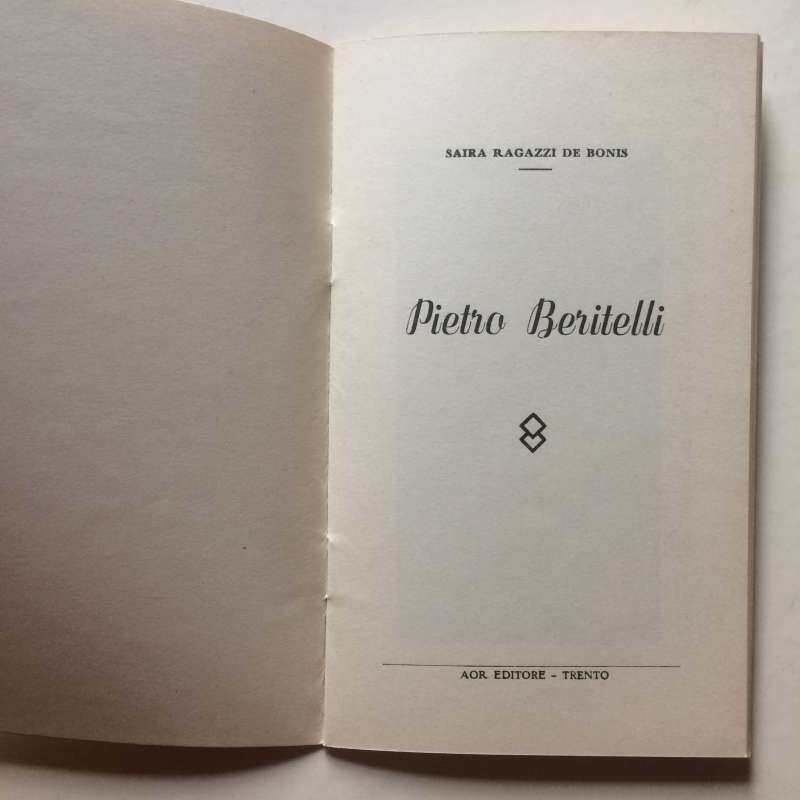 SAIRA RAGAZZI DE BONIS
Pietro Beritelli
AOR EDITORE - TRENTO